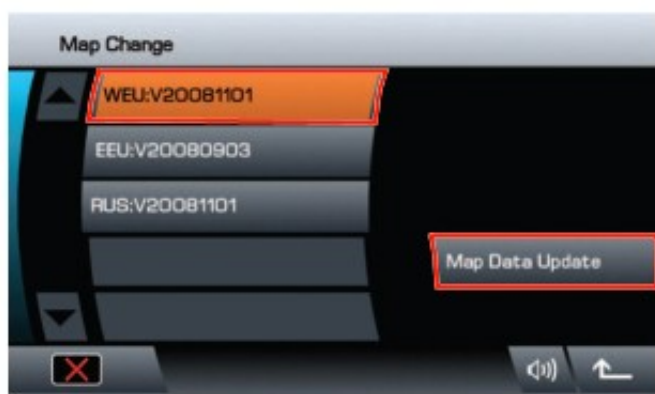 Map Change
WEU:V20081101
EEU:V20080903
RUS:V20081101
Map Data Update